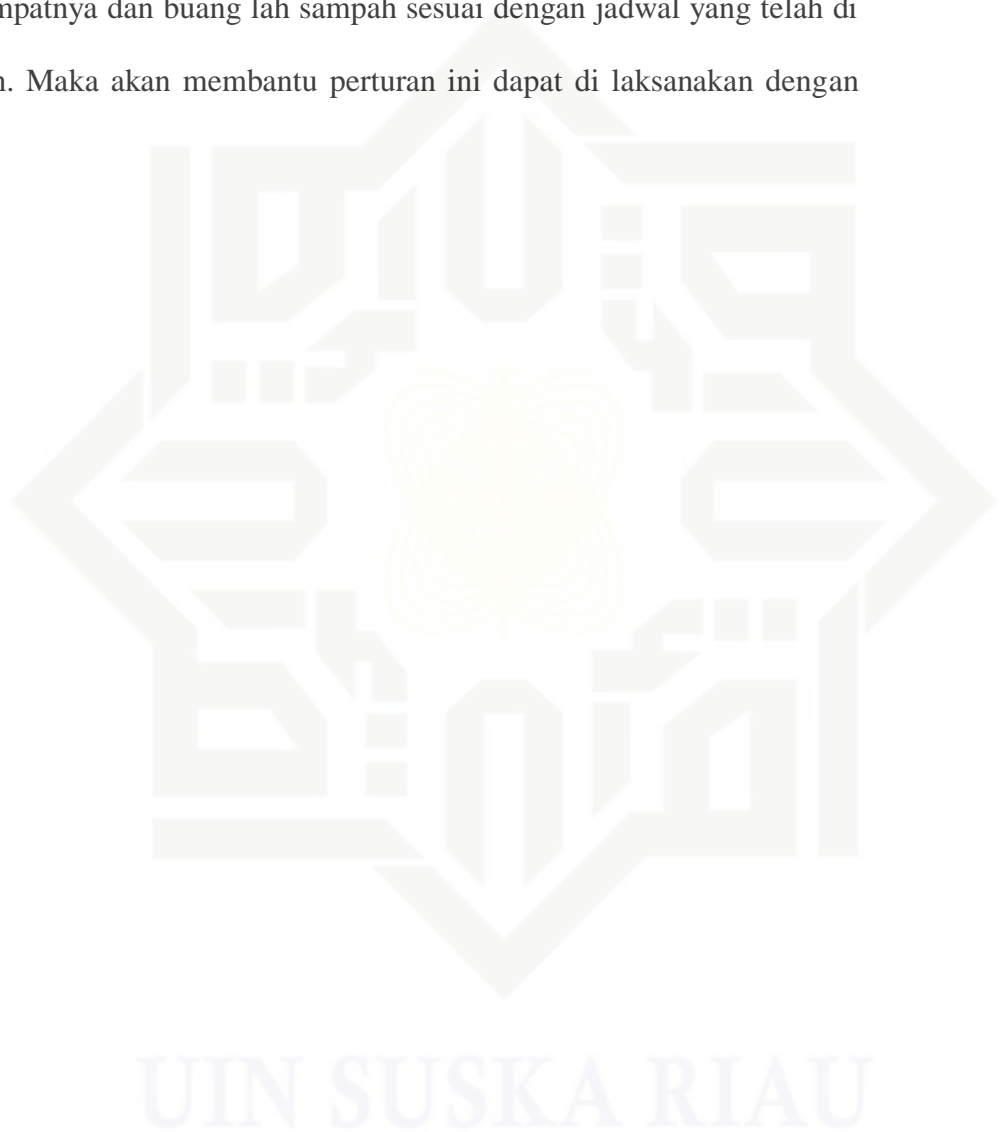 mpatnya dan buang lah sampah sesuai dengan jadwal yang telah di
n. Maka akan membantu perturan ini dapat di laksanakan dengan
UIN SUSKA RIAU